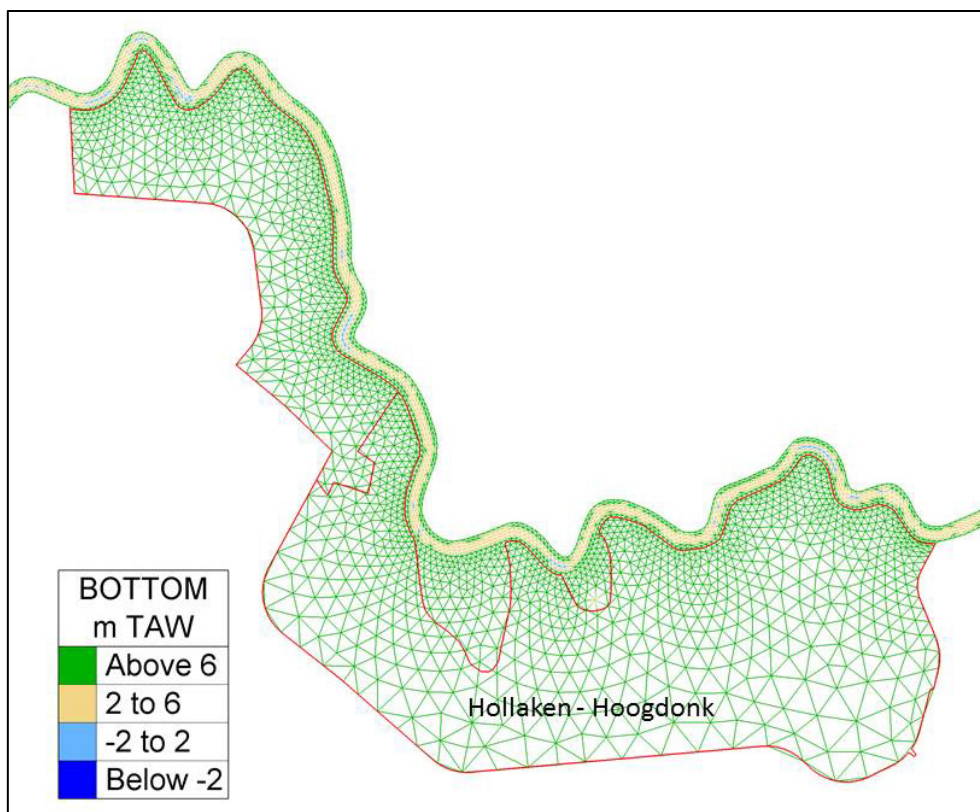 Hollaken - Hoogdonk
BOTTOM
m TAW
Above 6
2 to 6
-2 to 2
Below -2